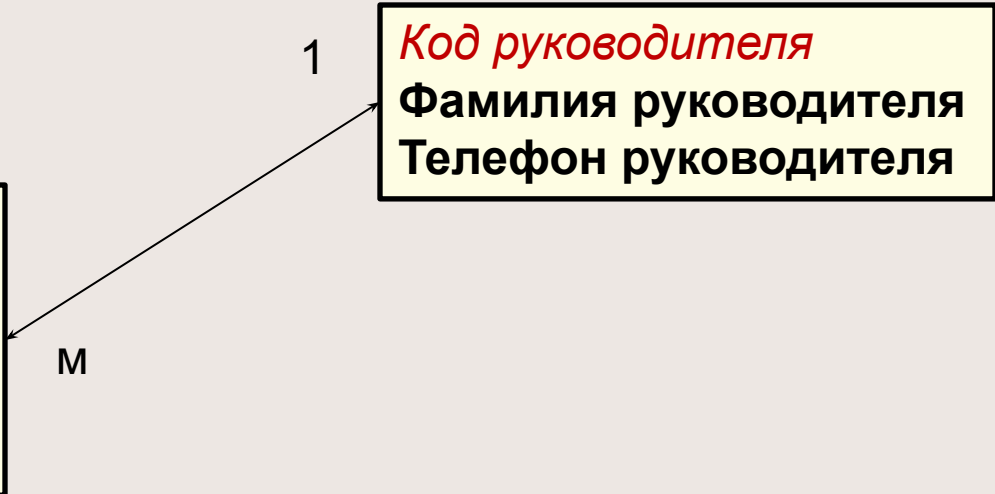 1
Код руководителя
Фамилия руководителя
Телефон руководителя
м